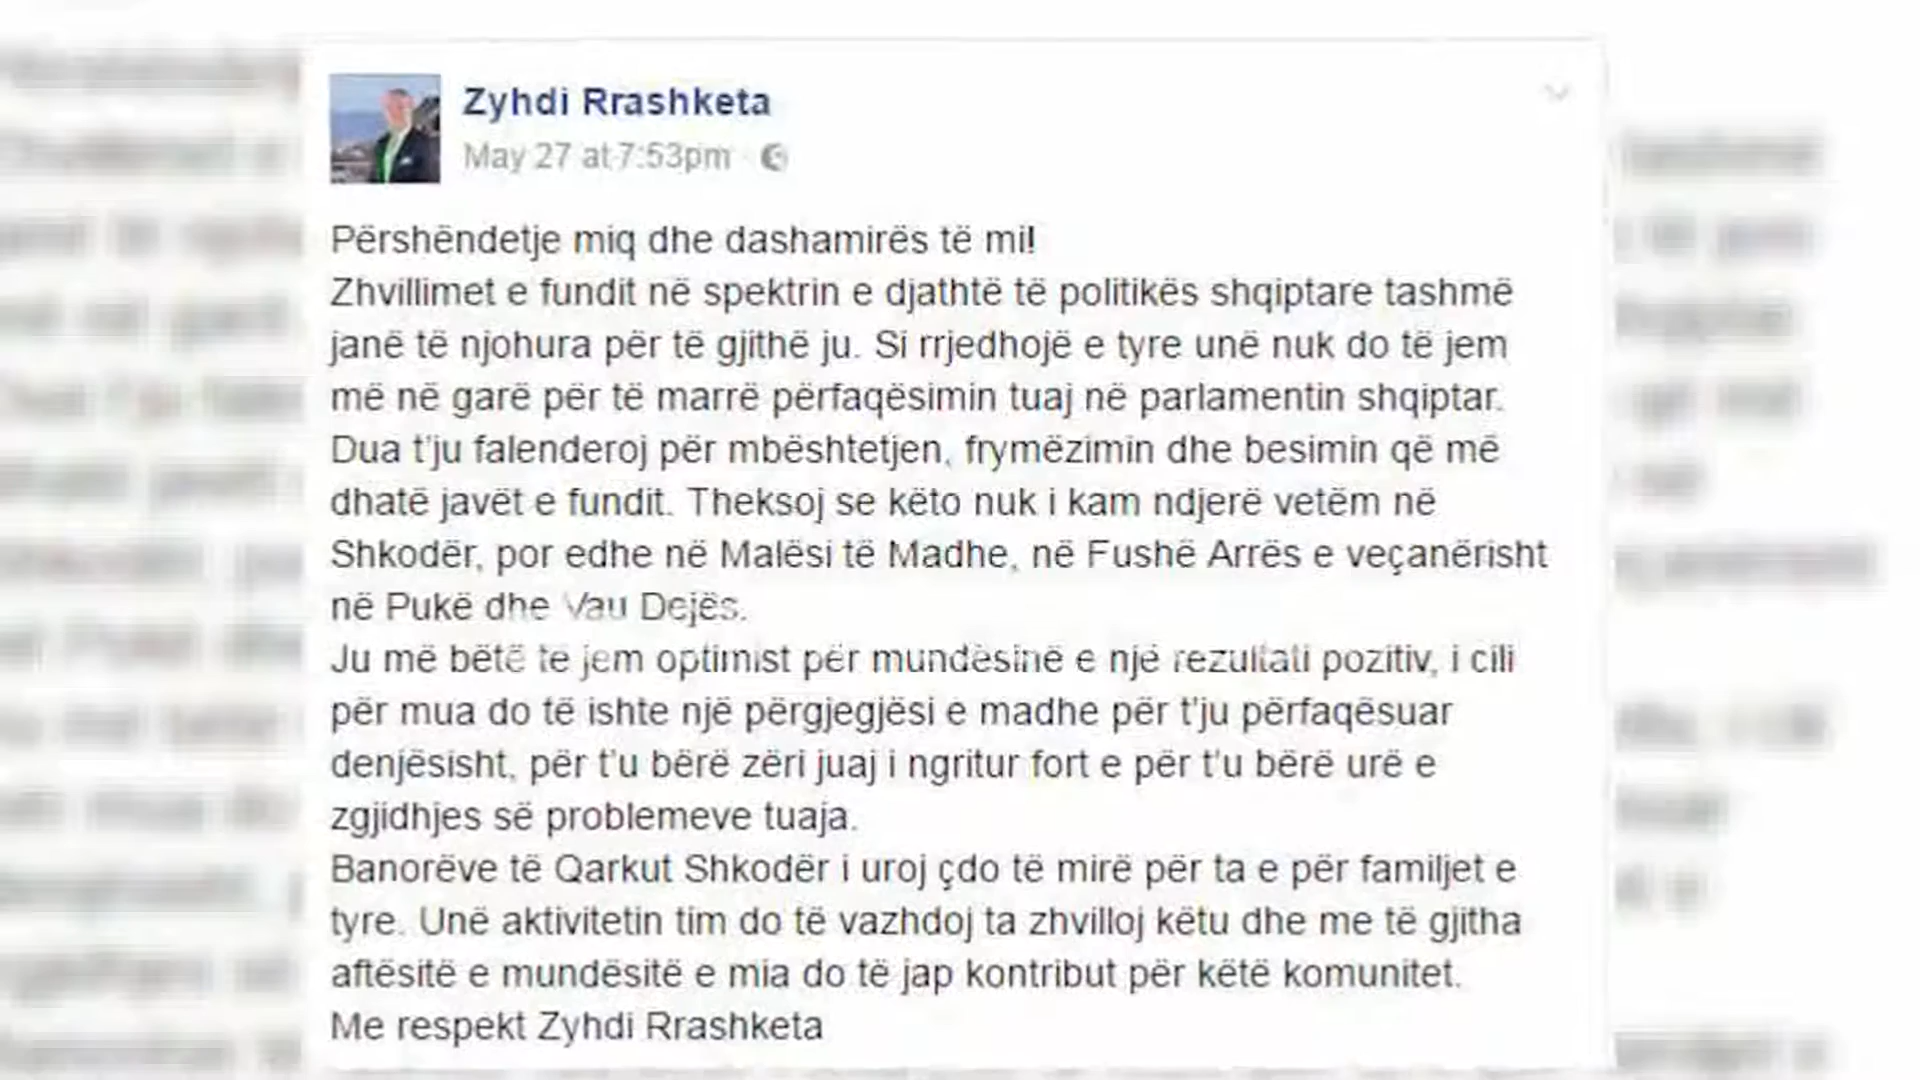 Zyhdi Rrashketa
May 27 at 7:53pm
Përshëndetje miq dhe dashamirës të mi!
Zhvillimet e fundit në spektrin e djathtë të politikës shqiptare tashmë
janë të njohura për të gjithë ju. Si rrjedhojë e tyre unë nuk do të jem
më në garë për të marrë përfaqësimin tuaj në parlamentin shqiptar.
Dua t'ju falenderoj për mbështetjen, frymëzimin dhe besimin që më
dhatë javët e fundit. Theksoj se këto nuk i kam ndjerë vetëm në
Shkodër, por edhe në Malësi të Madhe, në Fushë Arrës e veçanërisht
në Pukë dhe Vau Dejës.
Ju më bëtë të jem optimist për mundësinë e një rezultati pozitiv, i cili
për mua do të ishte një përgjegjësi e madhe për t'ju përfaqësuar
denjësisht, për t'u bërë zëri juaj i ngritur fort e për t'u bërë urë e
zgjidhjes së problemeve tuaja.
Banorëve të Qarkut Shkodër i uroj çdo të mirë për ta e për familjet e
tyre. Unë aktivitetin tim do të vazhdoj ta zhvilloj këtu dhe me të gjitha
aftësitë e mundësitë e mia do të jap kontribut për këtë komunitet.
Me respekt Zyhdi Rrashketa